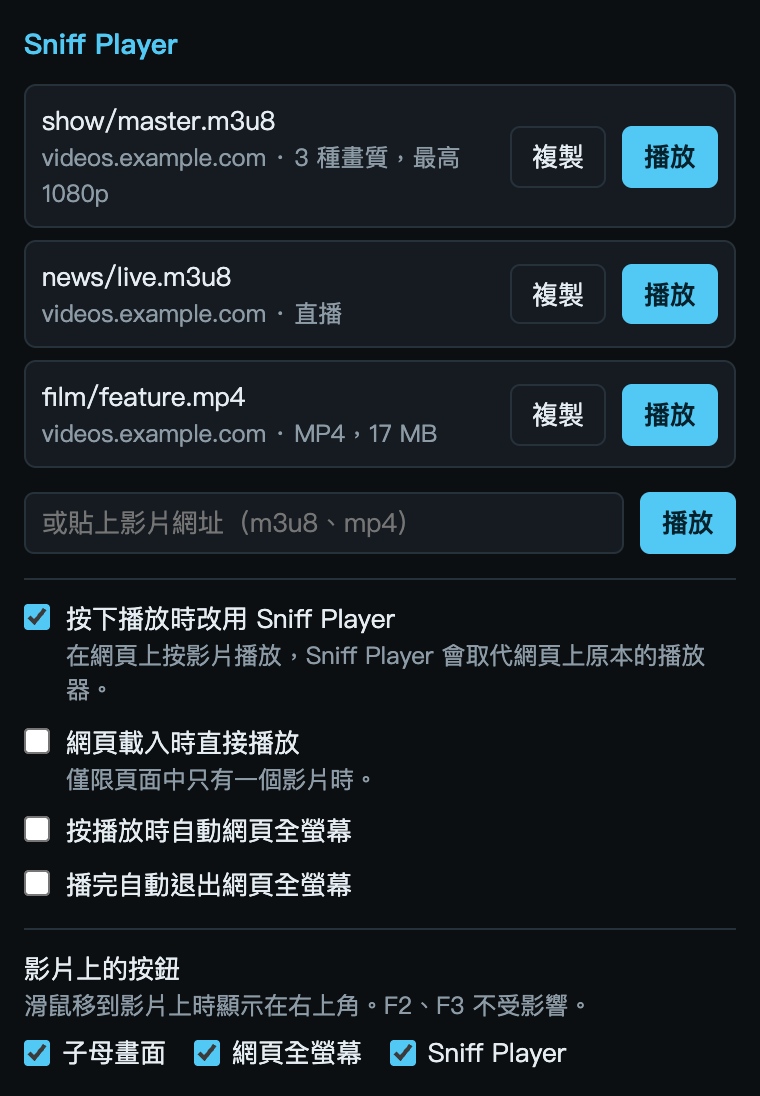 Sniff Player
show/master.m3u8
videos.example.com · 3 種畫質，最高
1080p
複製
播放
news/live.m3u8
videos.example.com · 直播
複製
播放
film/feature.mp4
videos.example.com · MP4，17 MB
複製
播放
或貼上影片網址（m3u8、mp4）
播放
按下播放時改用 Sniff Player
在網頁上按影片播放，Sniff Player 會取代網頁上原本的播放
器。
網頁載入時直接播放
僅限頁面中只有一個影片時。
按播放時自動網頁全螢幕
播完自動退出網頁全螢幕
影片上的按鈕
滑鼠移到影片上時顯示在右上角。F2、F3 不受影響。
子母畫面 網頁全螢幕 Sniff Player